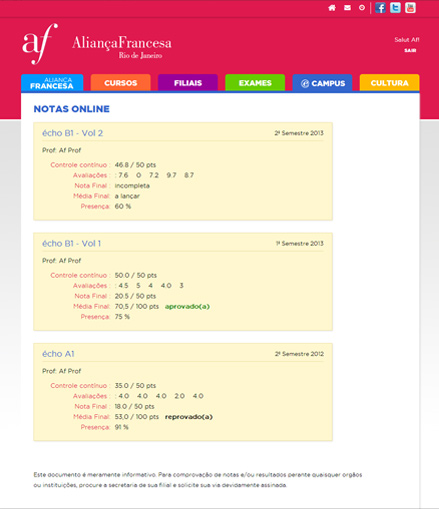 af
AliançaFrancesa
Rio de Janeiro
Salut Af!
SAIR
ALIANÇA FRANCESA
CURSOS
FILIAIS
EXAMES
@ CAMPUS
CULTURA
NOTAS ONLINE
écho B1 - Vol 2 2º Semestre 2013
Prof: Af Prof
Controle contínuo : 46.8 / 50 pts
Avaliações : 7.6 0 7.2 9.7 8.7
Nota Final : incompleta
Média Final: a lançar
Presença: 60 %
écho B1 - Vol 1 1º Semestre 2013
Prof: Af Prof
Controle contínuo : 50.0 / 50 pts
Avaliações : 4.5 5 4 4.0 3
Nota Final : 20.5 / 50 pts
Média Final: 70,5 / 100 pts aprovado(a)
Presença: 75 %
écho A1 2º Semestre 2012
Prof: Af Prof
Controle contínuo : 35.0 / 50 pts
Avaliações : 4.0 4.0 4.0 2.0 4.0
Nota Final : 18.0 / 50 pts
Média Final: 53,0 / 100 pts reprovado(a)
Presença: 91 %
Este documento é meramente informativo. Para comprovação de notas e/ou resultados perante quaisquer orgãos
ou instituições, procure a secretaria de sua filial e solicite sua via devidamente assinada.